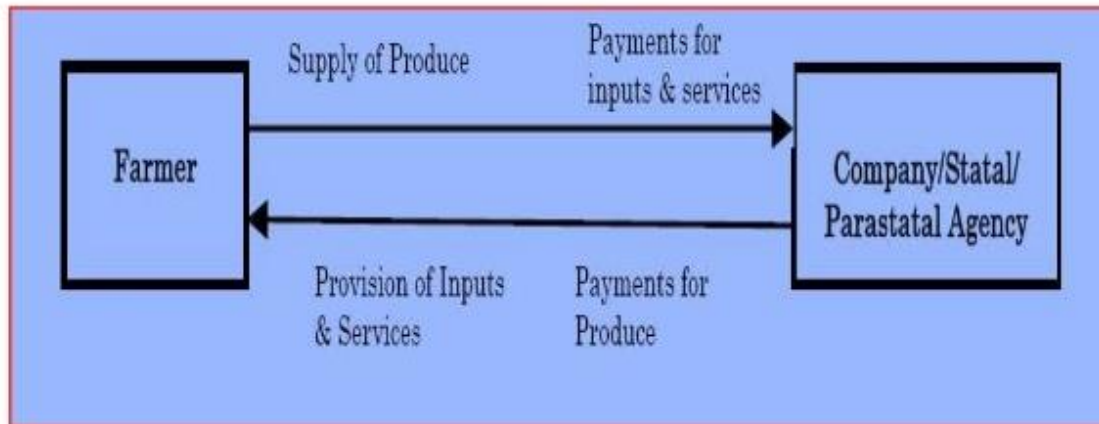 Supply of Produce
Payments for
inputs & services
Farmer
Company/Statal/
Parastatal Agency
Provision of Inputs
& Services
Payments for
Produce